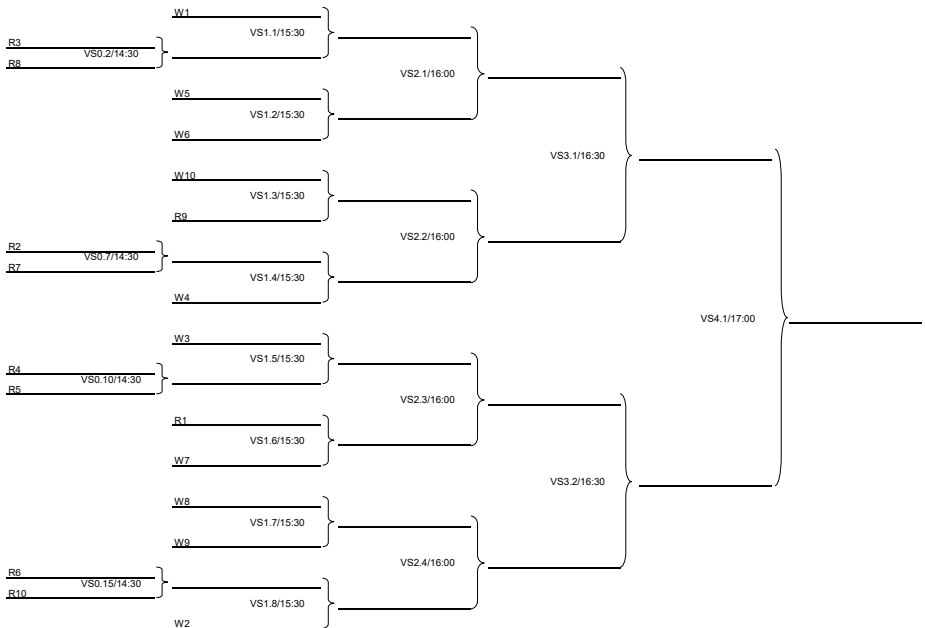 W1
VS1.1/15:30
R3
VS0.2/14:30
R8
VS2.1/16:00
W5
VS1.2/15:30
W6
VS3.1/16:30
W10
VS1.3/15:30
R9
VS2.2/16:00
R2
VS0.7/14:30
R7
VS1.4/15:30
W4
VS4.1/17:00
W3
VS1.5/15:30
R4
VS0.10/14:30
R5
VS2.3/16:00
R1
VS1.6/15:30
W7
VS3.2/16:30
W8
VS1.7/15:30
W9
VS2.4/16:00
R6
VS0.15/14:30
R10
VS1.8/15:30
W2